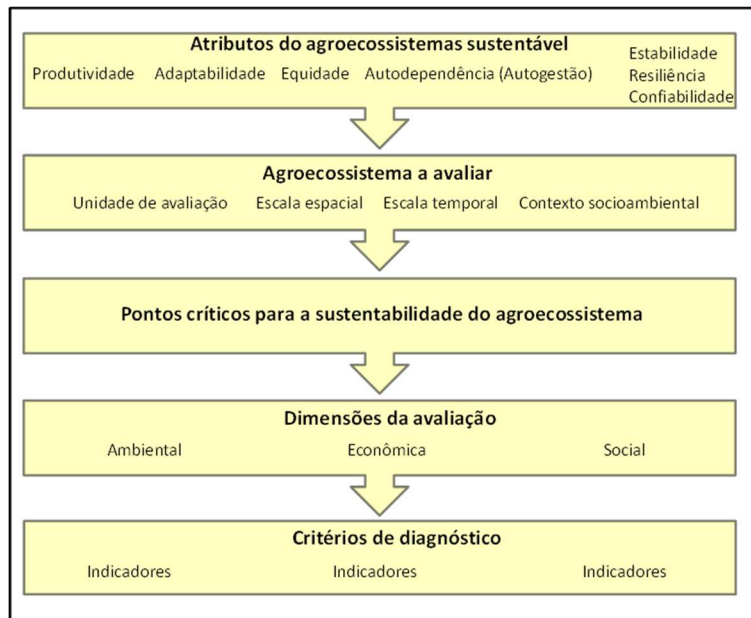 Atributos do agroecossistemas sustentável
Produtividade Adaptabilidade Equidade Autodependência (Autogestão)
Estabilidade
Resiliência
Confiabilidade
Agroecossistema a avaliar
Unidade de avaliação Escala espacial Escala temporal Contexto socioambiental
Pontos críticos para a sustentabilidade do agroecossistema
Dimensões da avaliação
Ambiental Econômica Social
Critérios de diagnóstico
Indicadores Indicadores Indicadores